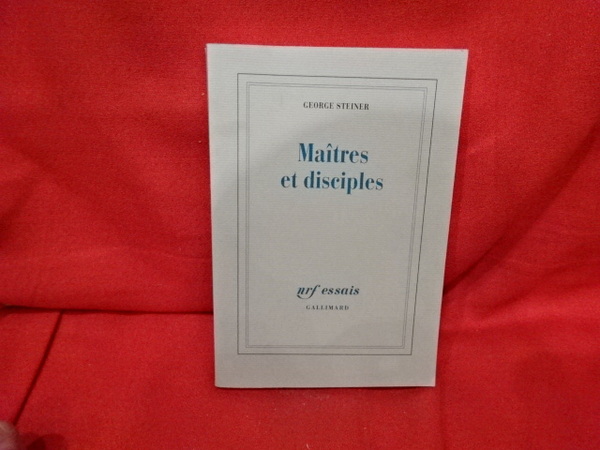 GEORGE STEINER
Maîtres
et disciples
nrf essais
GALLIMARD